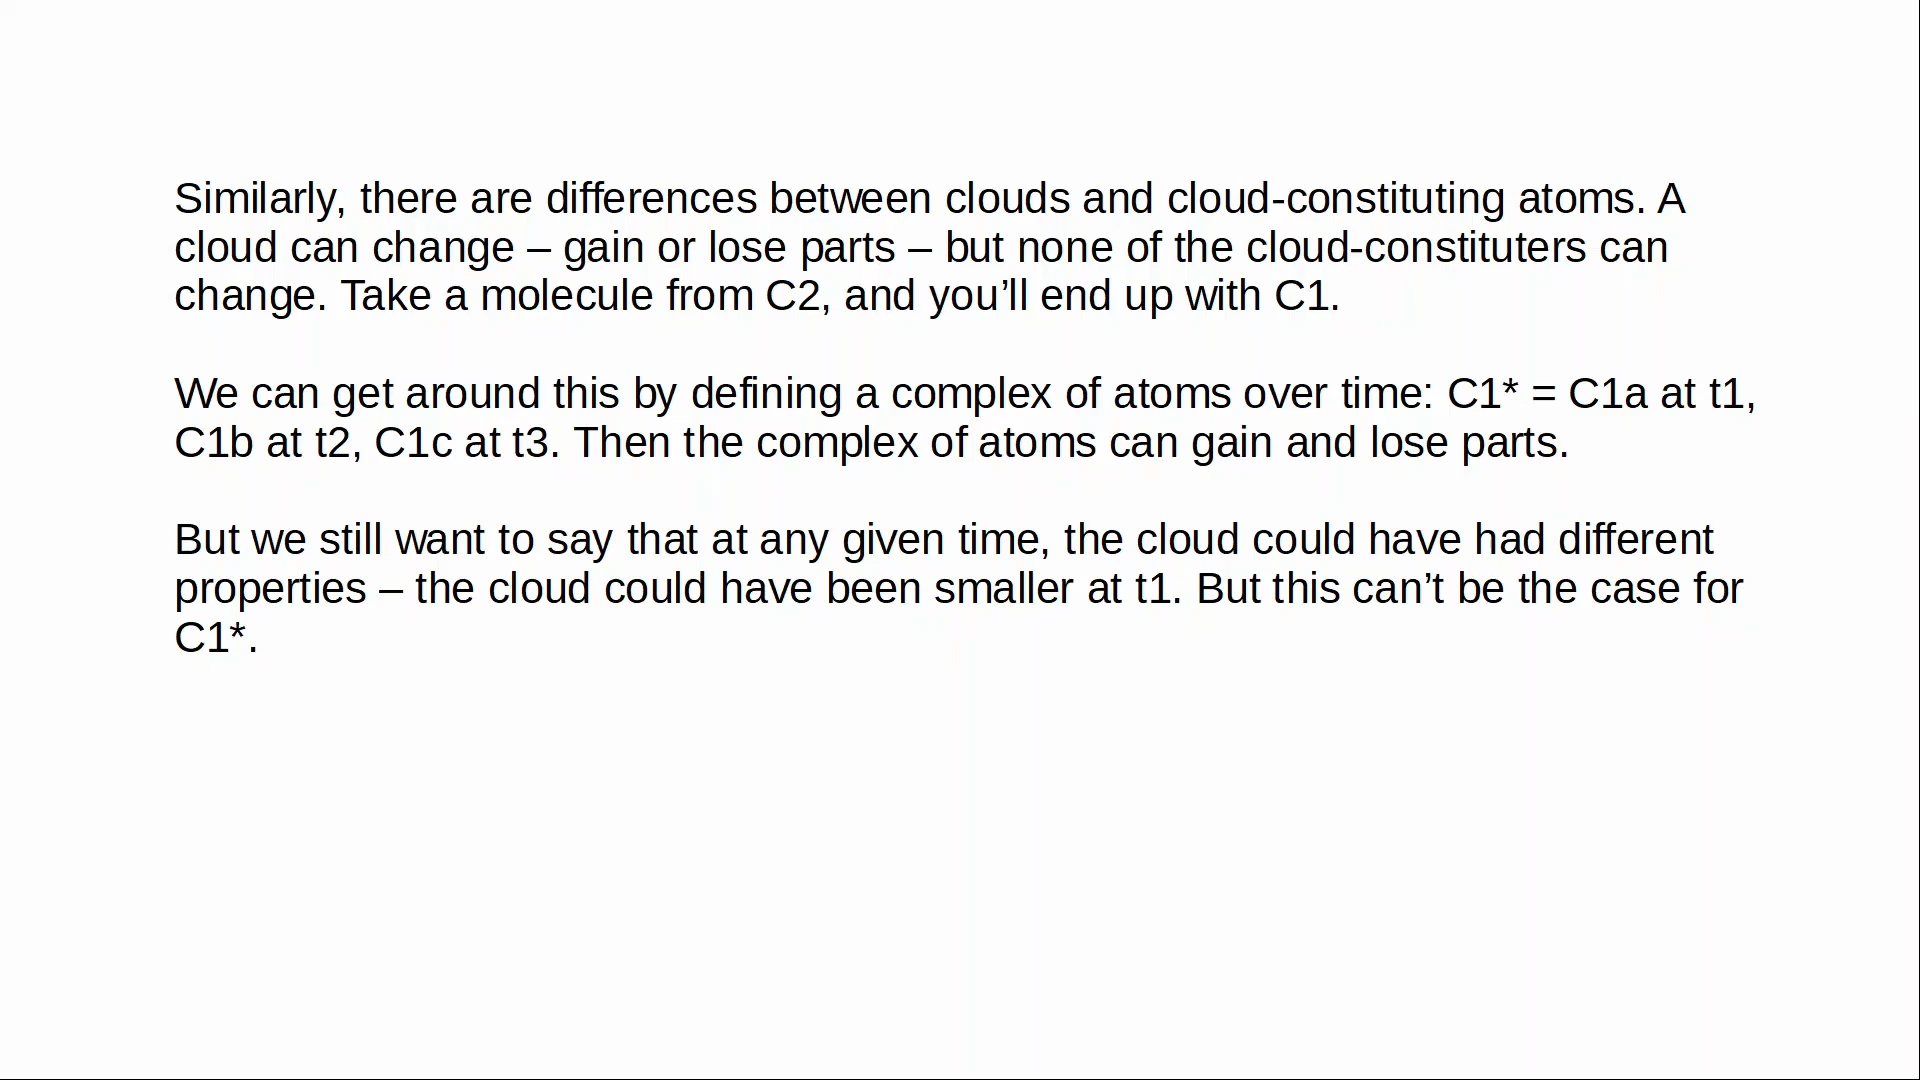 Similarly, there are differences between clouds and cloud-constituting atoms. A
cloud can change – gain or lose parts – but none of the cloud-constituters can
change. Take a molecule from C2, and you’ll end up with C1.
We can get around this by defining a complex of atoms over time: C1* = C1a at t1,
C1b at t2, C1c at t3. Then the complex of atoms can gain and lose parts.
But we still want to say that at any given time, the cloud could have had different
properties – the cloud could have been smaller at t1. But this can’t be the case for
C1*.